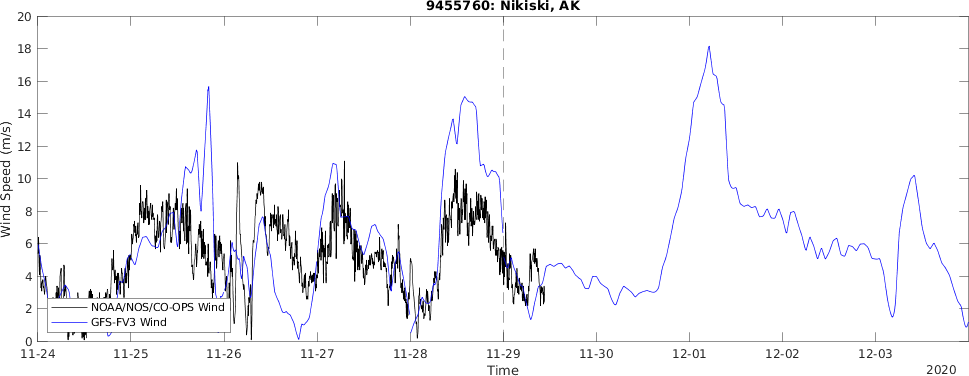 9455760: Nikiski, AK
20
18
16
14
12
10
8
6
4
2
0
Wind Speed (m/s)
NOAA/NOS/CO-OPS Wind
GFS-FV3 Wind
11-24 11-25 11-26 11-27 11-28 11-29 11-30 12-01 12-02 12-03
Time
2020